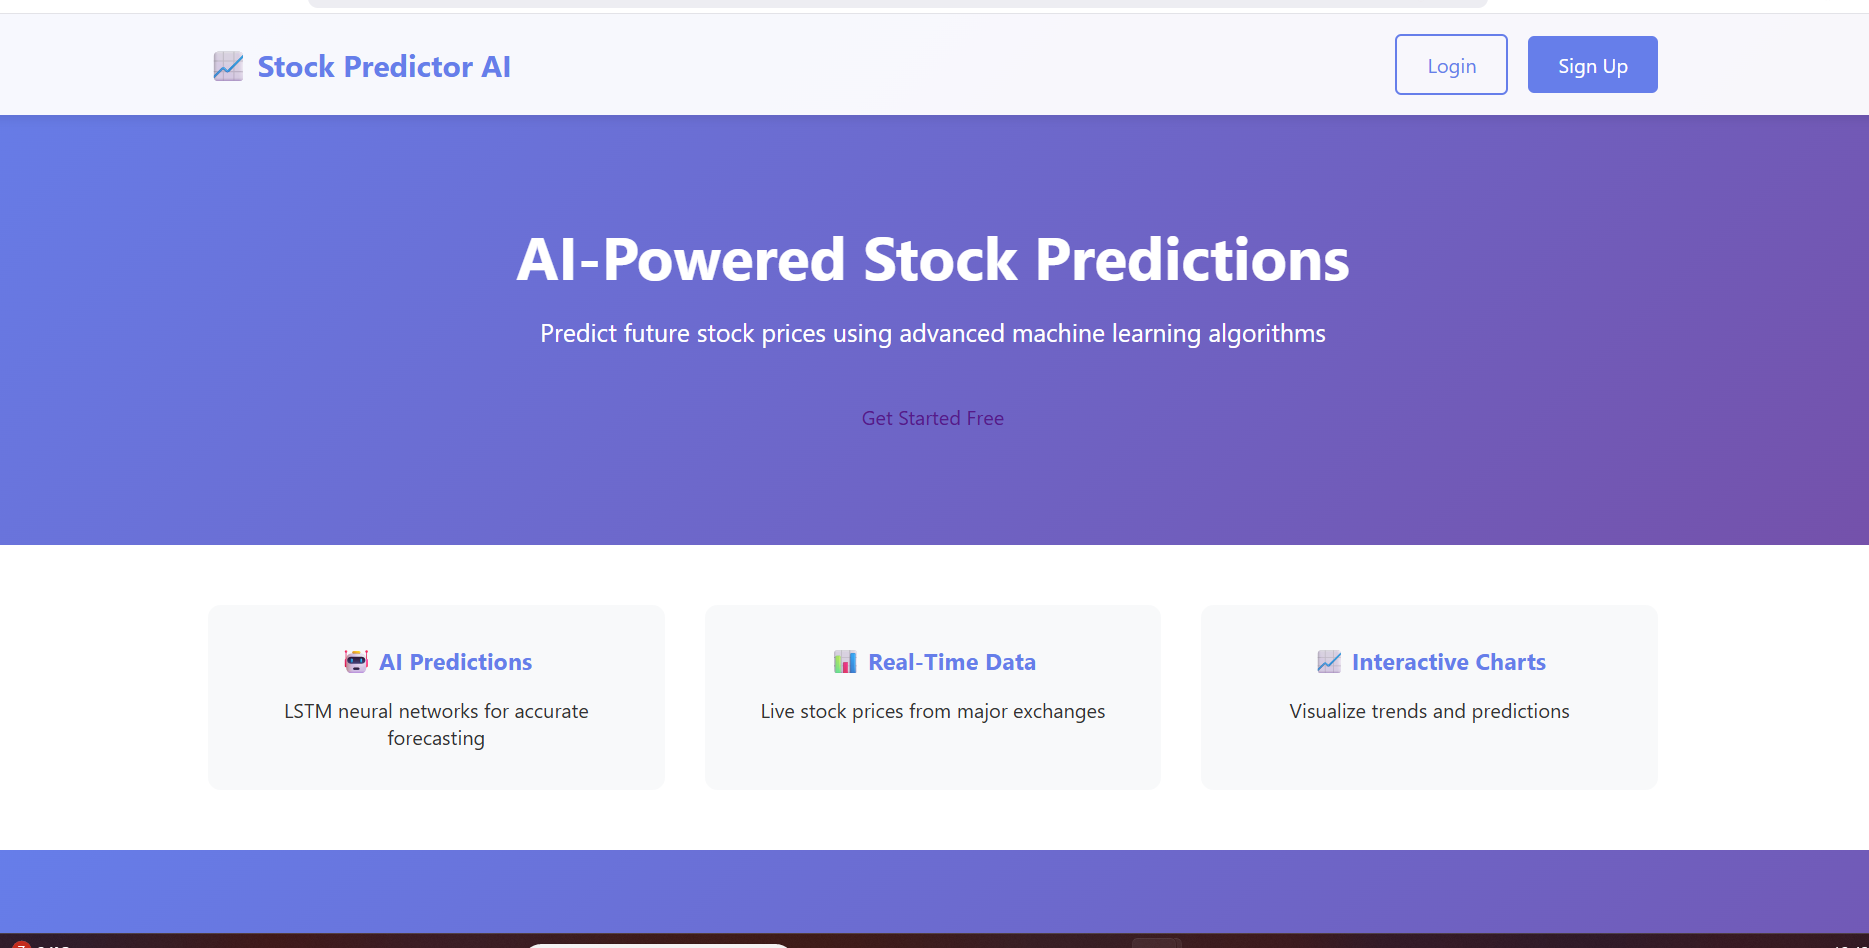 Stock Predictor AI
Login
Sign Up
AI-Powered Stock Predictions
Predict future stock prices using advanced machine learning algorithms
Get Started Free
AI Predictions
LSTM neural networks for accurate
forecasting
Real-Time Data
Live stock prices from major exchanges
Interactive Charts
Visualize trends and predictions